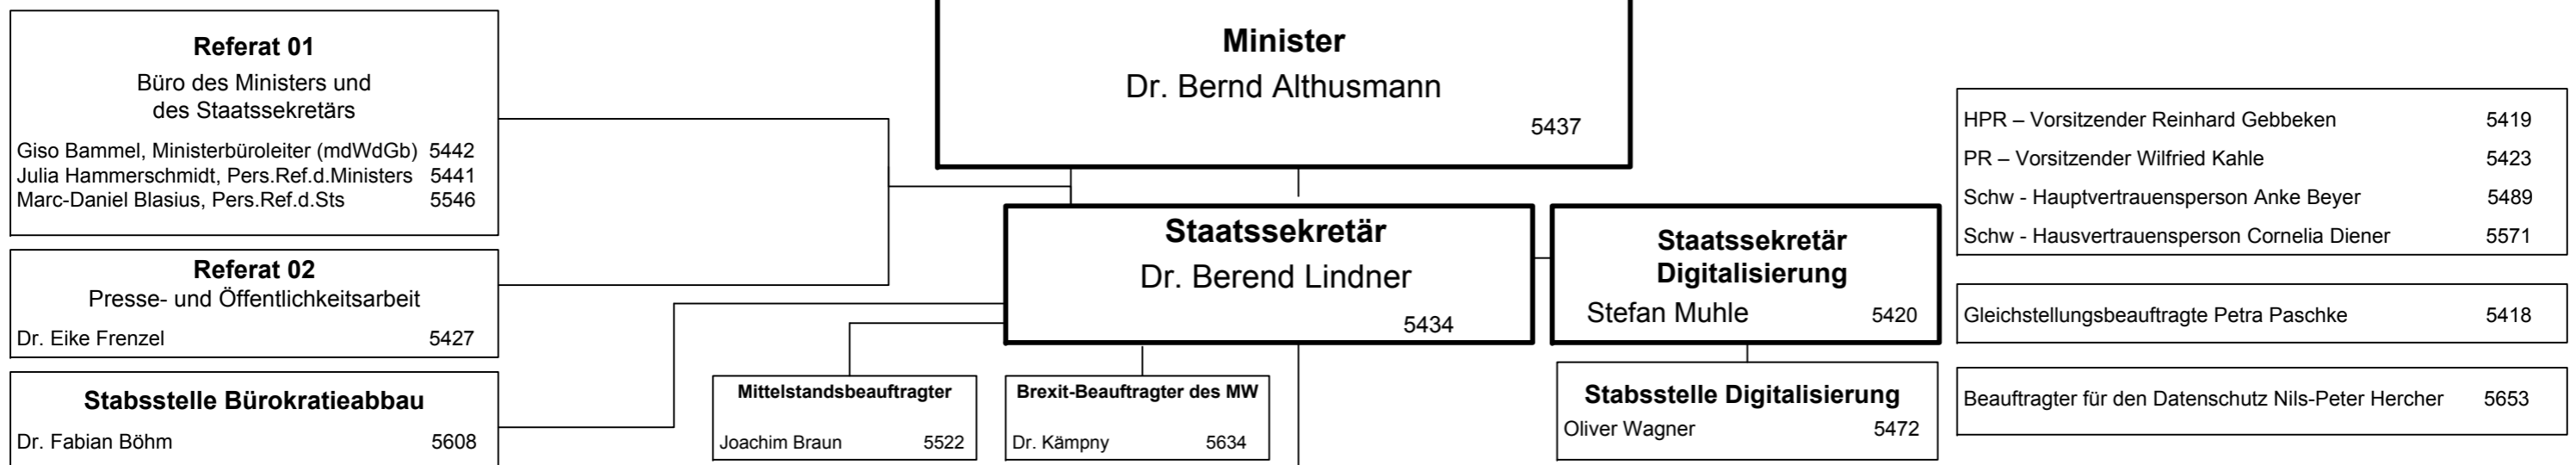 Referat 01
Büro des Ministers und
des Staatssekretärs
Giso Bammel, Ministerbüroleiter (mdWdGb) 5442
Julia Hammerschmidt, Pers.Ref.d.Ministers 5441
Marc-Daniel Blasius, Pers.Ref.d.Sts 5546
Referat 02
Presse- und Öffentlichkeitsarbeit
Dr. Eike Frenzel 5427
Stabsstelle Bürokratieabbau
Dr. Fabian Böhm 5608
Minister
Dr. Bernd Althusmann
5437
Staatssekretär
Dr. Berend Lindner
5434
Mittelstandsbeauftragter
Joachim Braun 5522
Brexit-Beauftragter des MW
Dr. Kämpny 5634
Staatssekretär
Digitalisierung
Stefan Muhle 5420
Stabsstelle Digitalisierung
Oliver Wagner 5472
HPR – Vorsitzender Reinhard Gebbeken 5419
PR – Vorsitzender Wilfried Kahle 5423
Schw - Hauptvertrauensperson Anke Beyer 5489
Schw - Hausvertrauensperson Cornelia Diener 5571
Gleichstellungsbeauftragte Petra Paschke 5418
Beauftragter für den Datenschutz Nils-Peter Hercher 5653